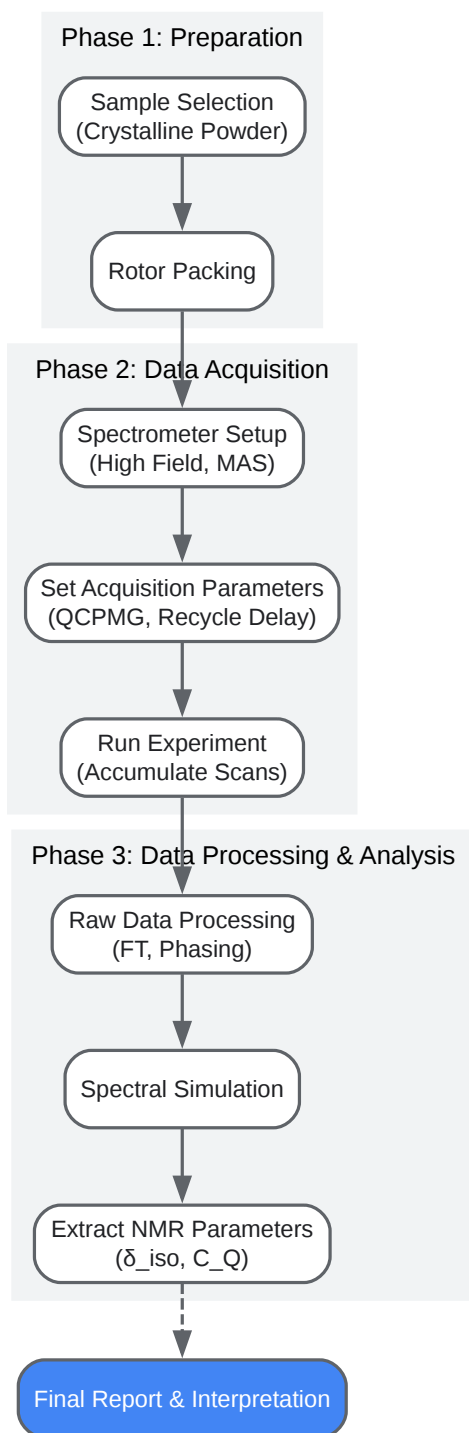 Phase 1: Preparation
Sample Selection
(Crystalline Powder)
Rotor Packing
Phase 2: Data Acquisition
Spectrometer Setup
(High Field, MAS)
Set Acquisition Parameters
(QCPMG, Recycle Delay)
Run Experiment
(Accumulate Scans)
Phase 3: Data Processing & Analysis
Raw Data Processing
(FT, Phasing)
Spectral Simulation
Extract NMR Parameters
(δ_iso, C_Q)
Final Report & Interpretation